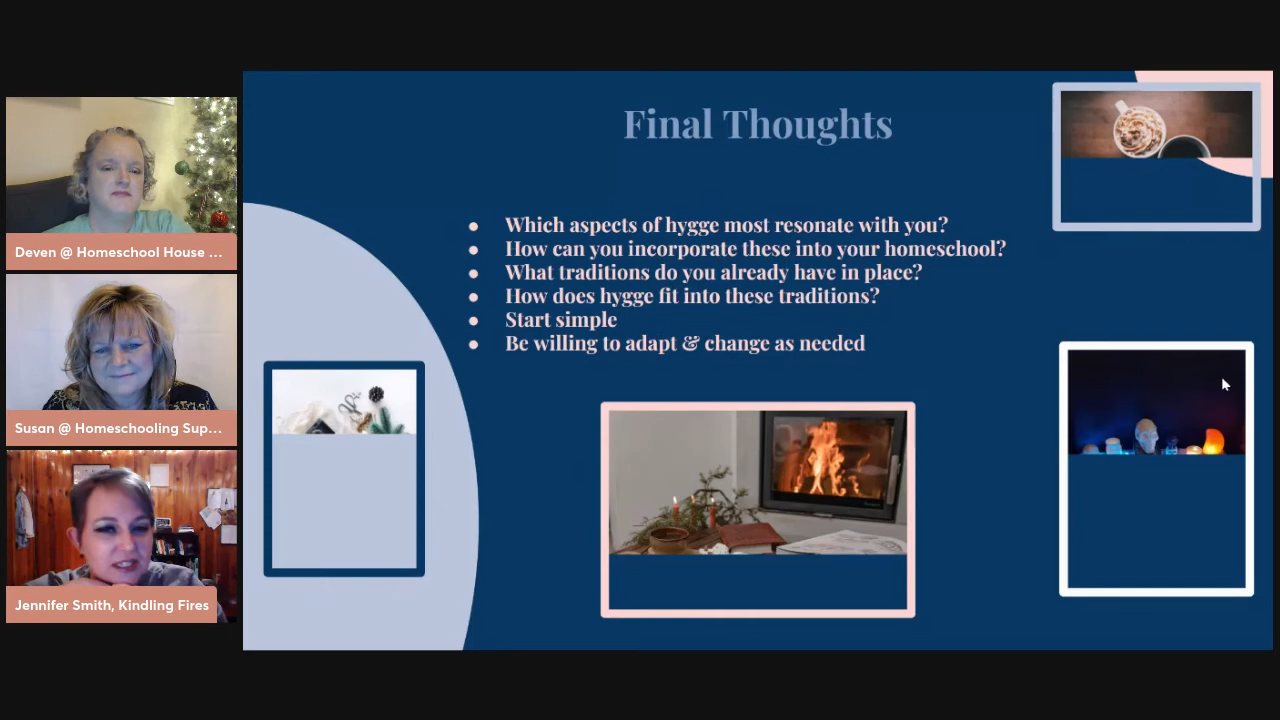 Final Thoughts
● Which aspects of hygge most resonate with you?
● How can you incorporate these into your homeschool?
● What traditions do you already have in place?
● How does hygge fit into these traditions?
● Start simple
● Be willing to adapt & change as needed
Deven @ Homeschool House ...
Susan @ Homeschooling Sup...
Jennifer Smith, Kindling Fires